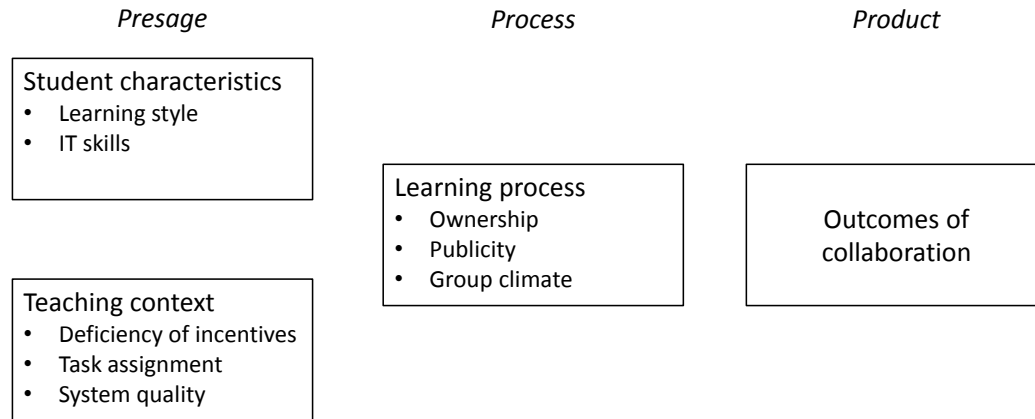 Presage
Process
Product
Student characteristics
• Learning style
• IT skills
Teaching context
• Deficiency of incentives
• Task assignment
• System quality
Learning process
• Ownership
• Publicity
• Group climate
Outcomes of
collaboration